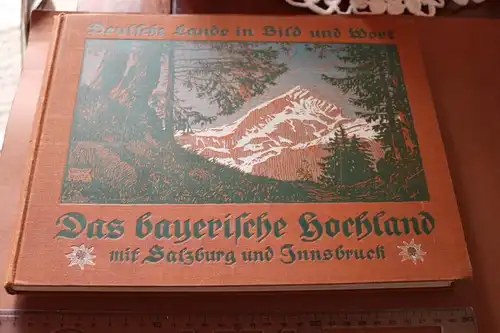 Deutsche Lande in Bild und Wort
Das bayerische Hochland
mit Salzburg und Innsbruck